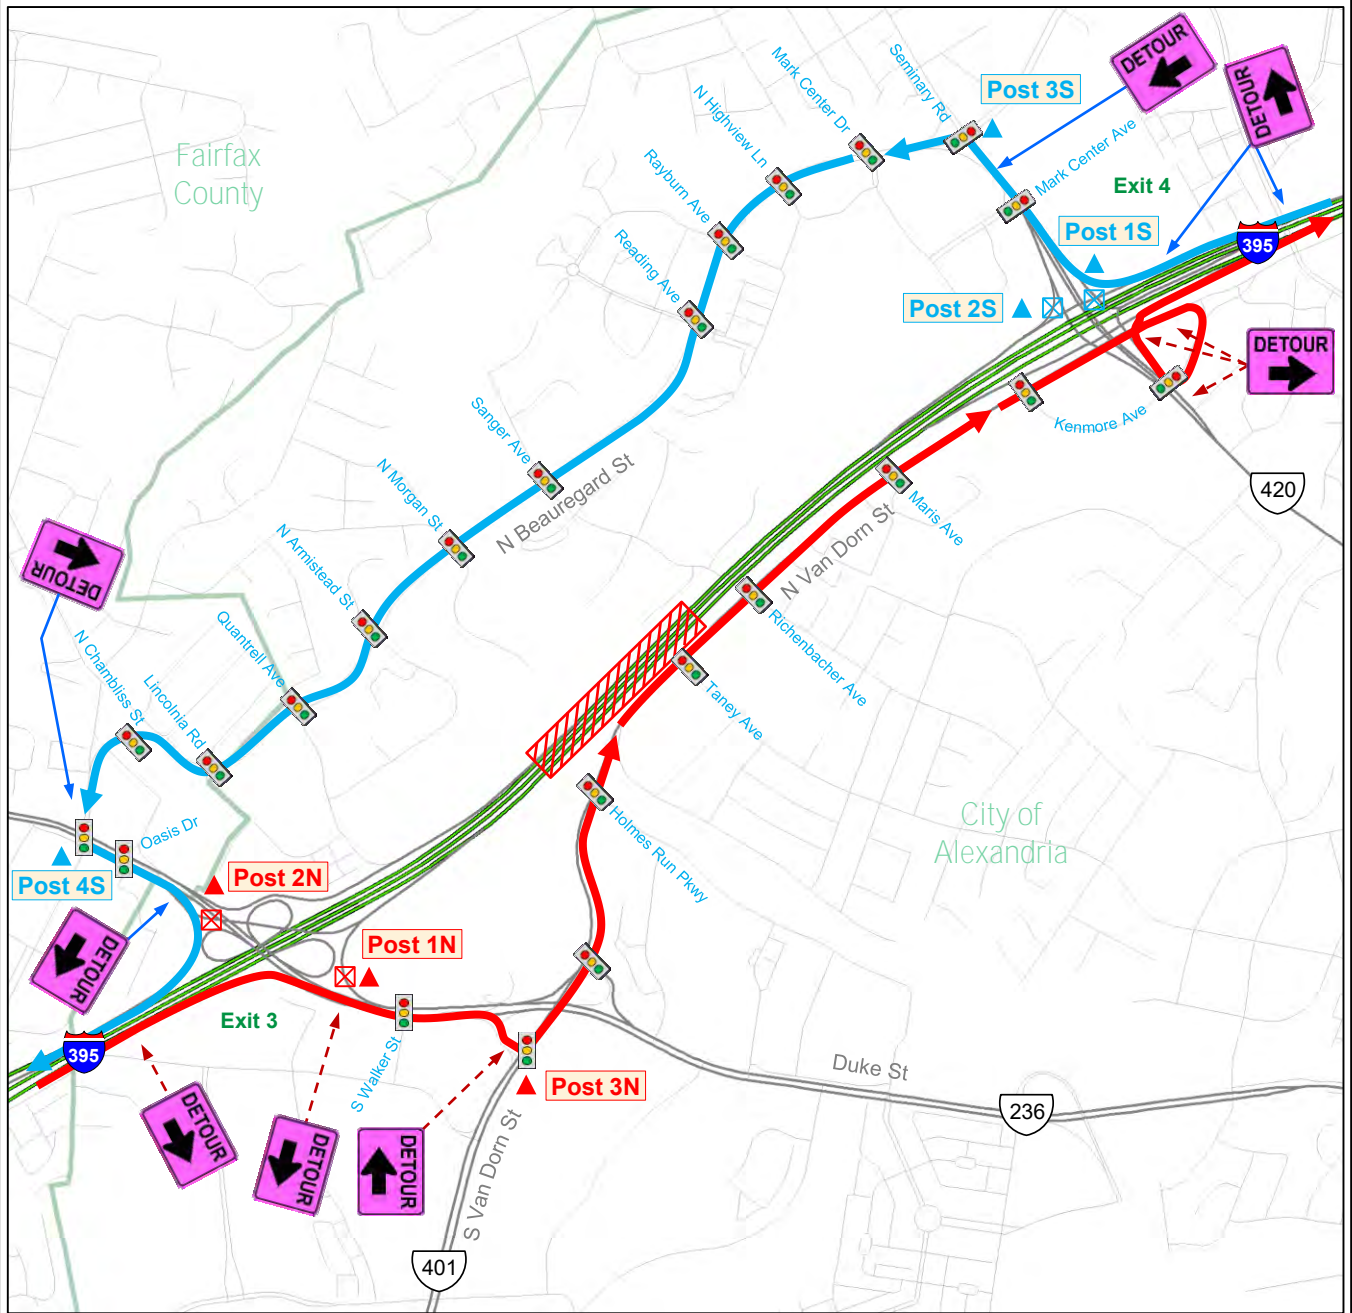 Fairfax
County
Mark Center Dr
Seminary Rd
Post 3S
DETOUR
DETOUR
N Highview Ln
Mark Center Ave
Exit 4
Rayburn Ave
Post 1S
395
Reading Ave
Post 2S
DETOUR
Kenmore Ave
Sanger Ave
N Beauregard St
N Morgan St
420
Maris Ave
N Van Dorn St
N Armistead St
DETOUR
Quantrell Ave
Richenbacher Ave
N Chambliss St
Lincolnia Rd
Taney Ave
Oasis Dr
Holmes Run Pkwy
City of
Alexandria
Post 4S
Post 2N
DETOUR
Post 1N
Exit 3
395
S Walker St
Post 3N
Duke St
236
DETOUR
DETOUR
DETOUR
S Van Dorn St
401